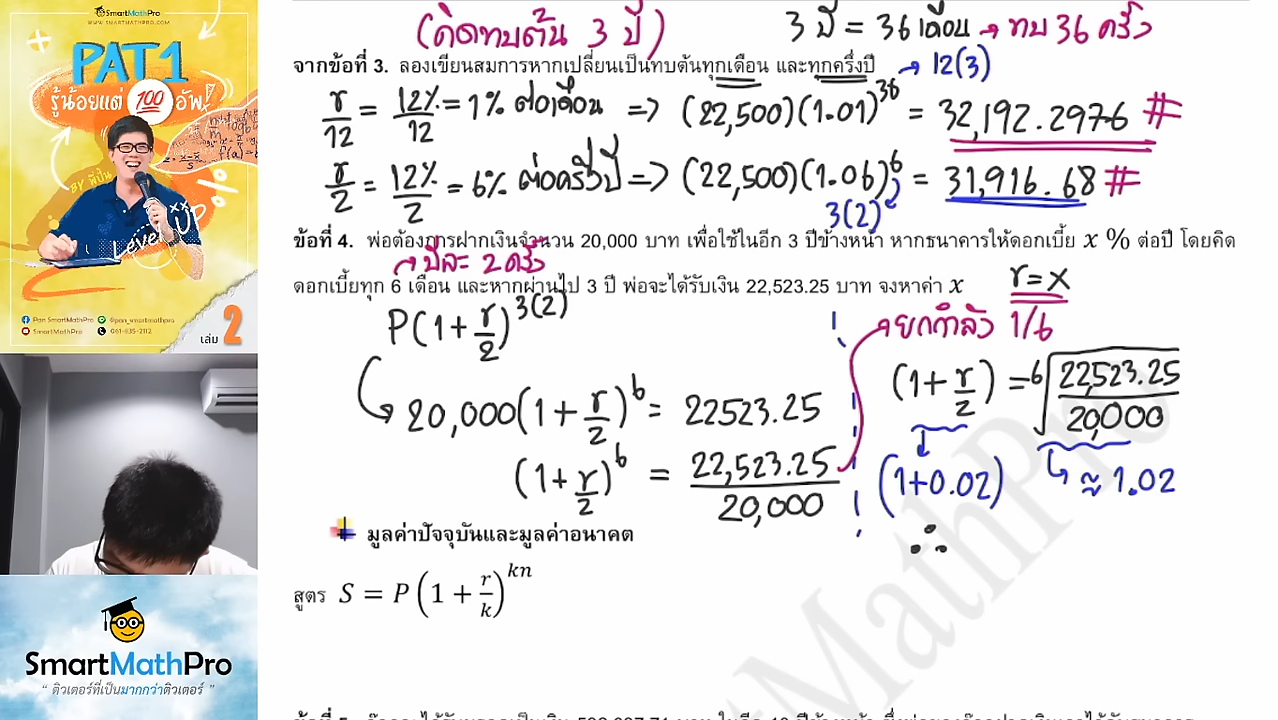 SmartMathPro
WWW.SMARTMATHPRO.COM
PAT1
รู้น้อยแต่ 100 อัพ!
BY พี่ปั้น
Level UP
Pan SmartMathPro @pan_smartmathpro
SmartMathPro 061-835-2112
เล่ม 2
SmartMathPro
“ ติวเตอร์ที่เป็นมากกว่าติวเตอร์ ”
(คิดทบต้น 3 ปี) 3 ปี = 36 เดือน → ทบ 36 ครั้ง
จากข้อที่ 3. ลองเขียนสมการหากเปลี่ยนเป็นทบต้นทุกเดือน และทุกครึ่งปี → 12(3)
r/12 = 12%/12 = 1% ต่อเดือน => (22,500)(1.01)^36 = 32,192.2976 #
r/2 = 12%/2 = 6% ต่อครึ่งปี => (22,500)(1.06)^6 = 31,916.68 #
3(2)
ข้อที่ 4. พ่อต้องการฝากเงินจำนวน 20,000 บาท เพื่อใช้ในอีก 3 ปีข้างหน้า หากธนาคารให้ดอกเบี้ย x % ต่อปี โดยคิด
→ ปีละ 2 ครั้ง
ดอกเบี้ยทุก 6 เดือน และหากผ่านไป 3 ปี พ่อจะได้รับเงิน 22,523.25 บาท จงหาค่า x
r = x
P(1+r/2)^3(2)
ยกกำลัง 1/6
20,000(1+r/2)^6 = 22523.25
(1+r/2) = ⁶√22,523.25/20,000
(1+r/2)^6 = 22,523.25/20,000
(1+0.02) ≈ 1.02
∴
มูลค่าปัจจุบันและมูลค่าอนาคต
สูตร S = P(1 + r/k)^kn